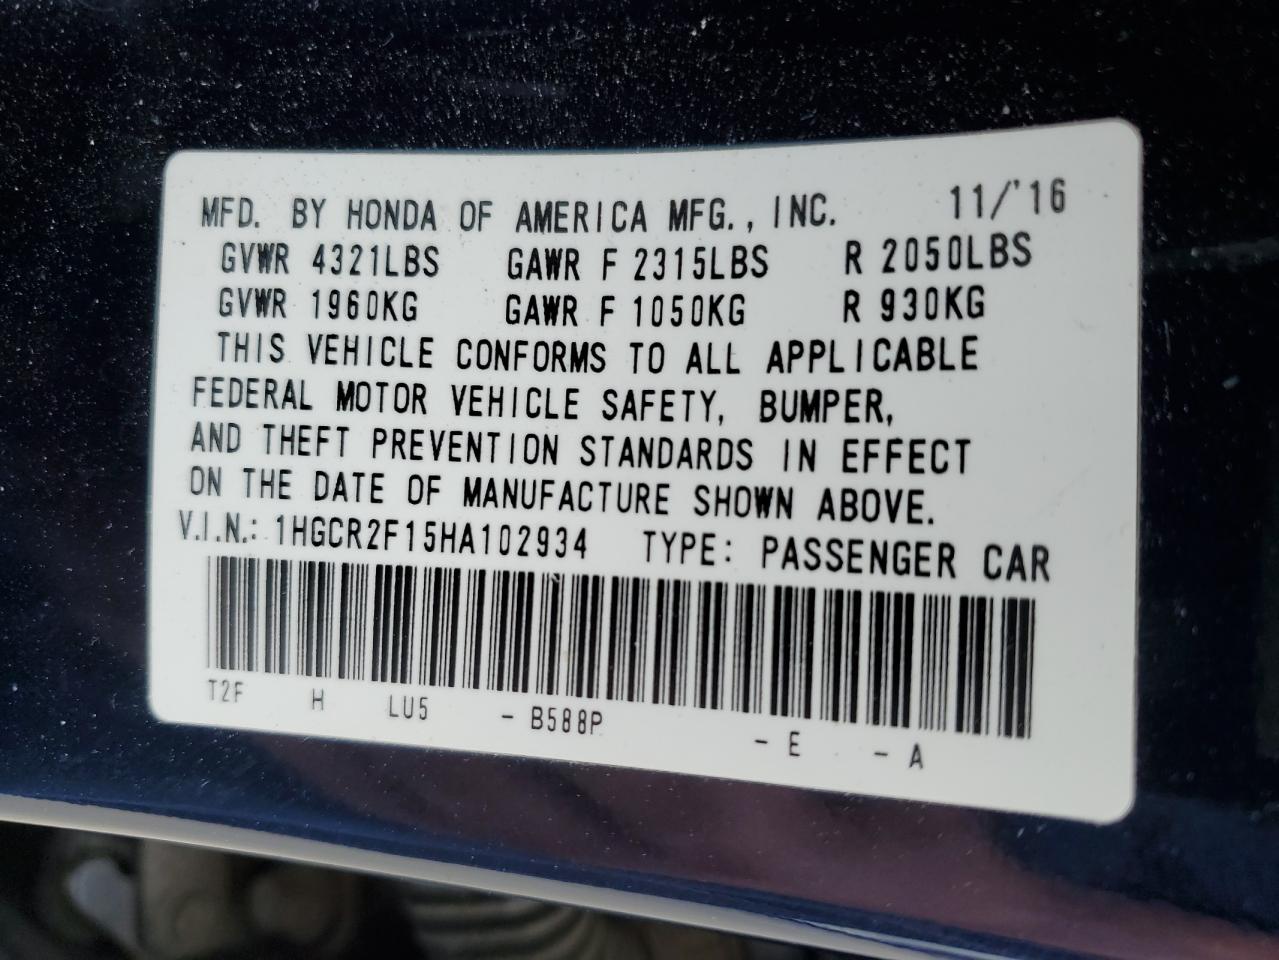 MFD. BY HONDA OF AMERICA MFG., INC. 11/'16
GVWR 4321LBS GAWR F 2315LBS R 2050LBS
GVWR 1960KG GAWR F 1050KG R 930KG
THIS VEHICLE CONFORMS TO ALL APPLICABLE
FEDERAL MOTOR VEHICLE SAFETY, BUMPER,
AND THEFT PREVENTION STANDARDS IN EFFECT
ON THE DATE OF MANUFACTURE SHOWN ABOVE.
V.I.N.: 1HGCR2F15HA102934 TYPE: PASSENGER CAR
T2F H LU5 - B588P - E - A